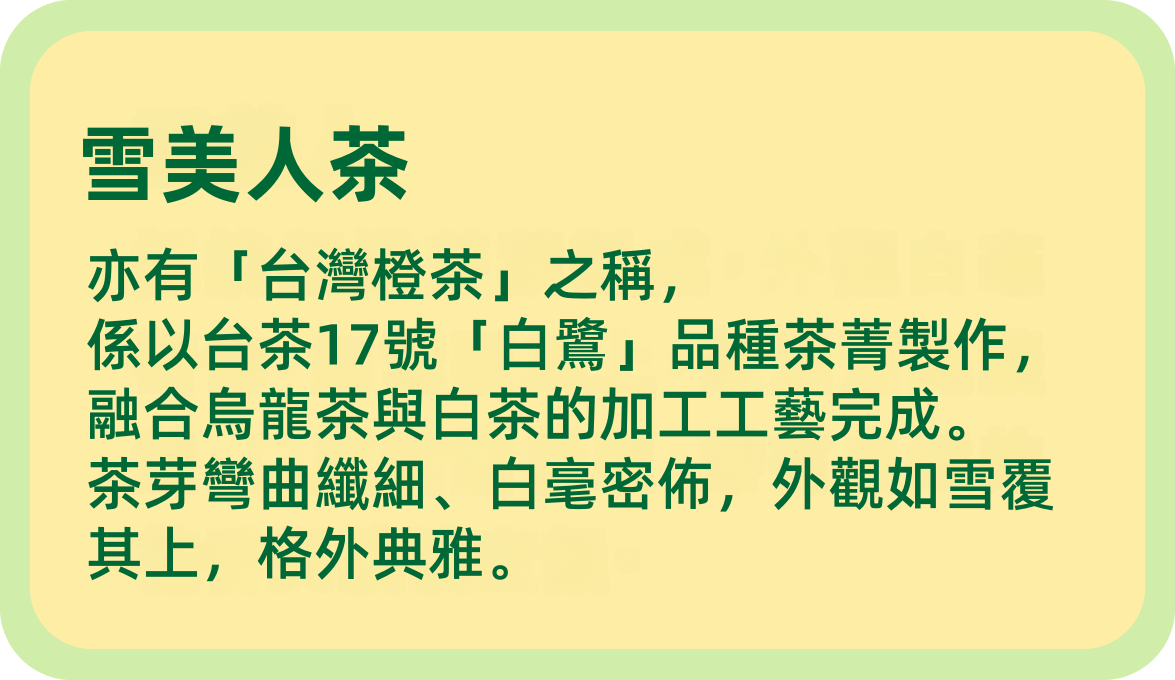 雪美人茶
亦有「台灣橙茶」之稱，
係以台茶17號「白鷺」品種茶菁製作，
融合烏龍茶與白茶的加工工藝完成。
茶芽彎曲纖細、白毫密佈，外觀如雪覆
其上，格外典雅。